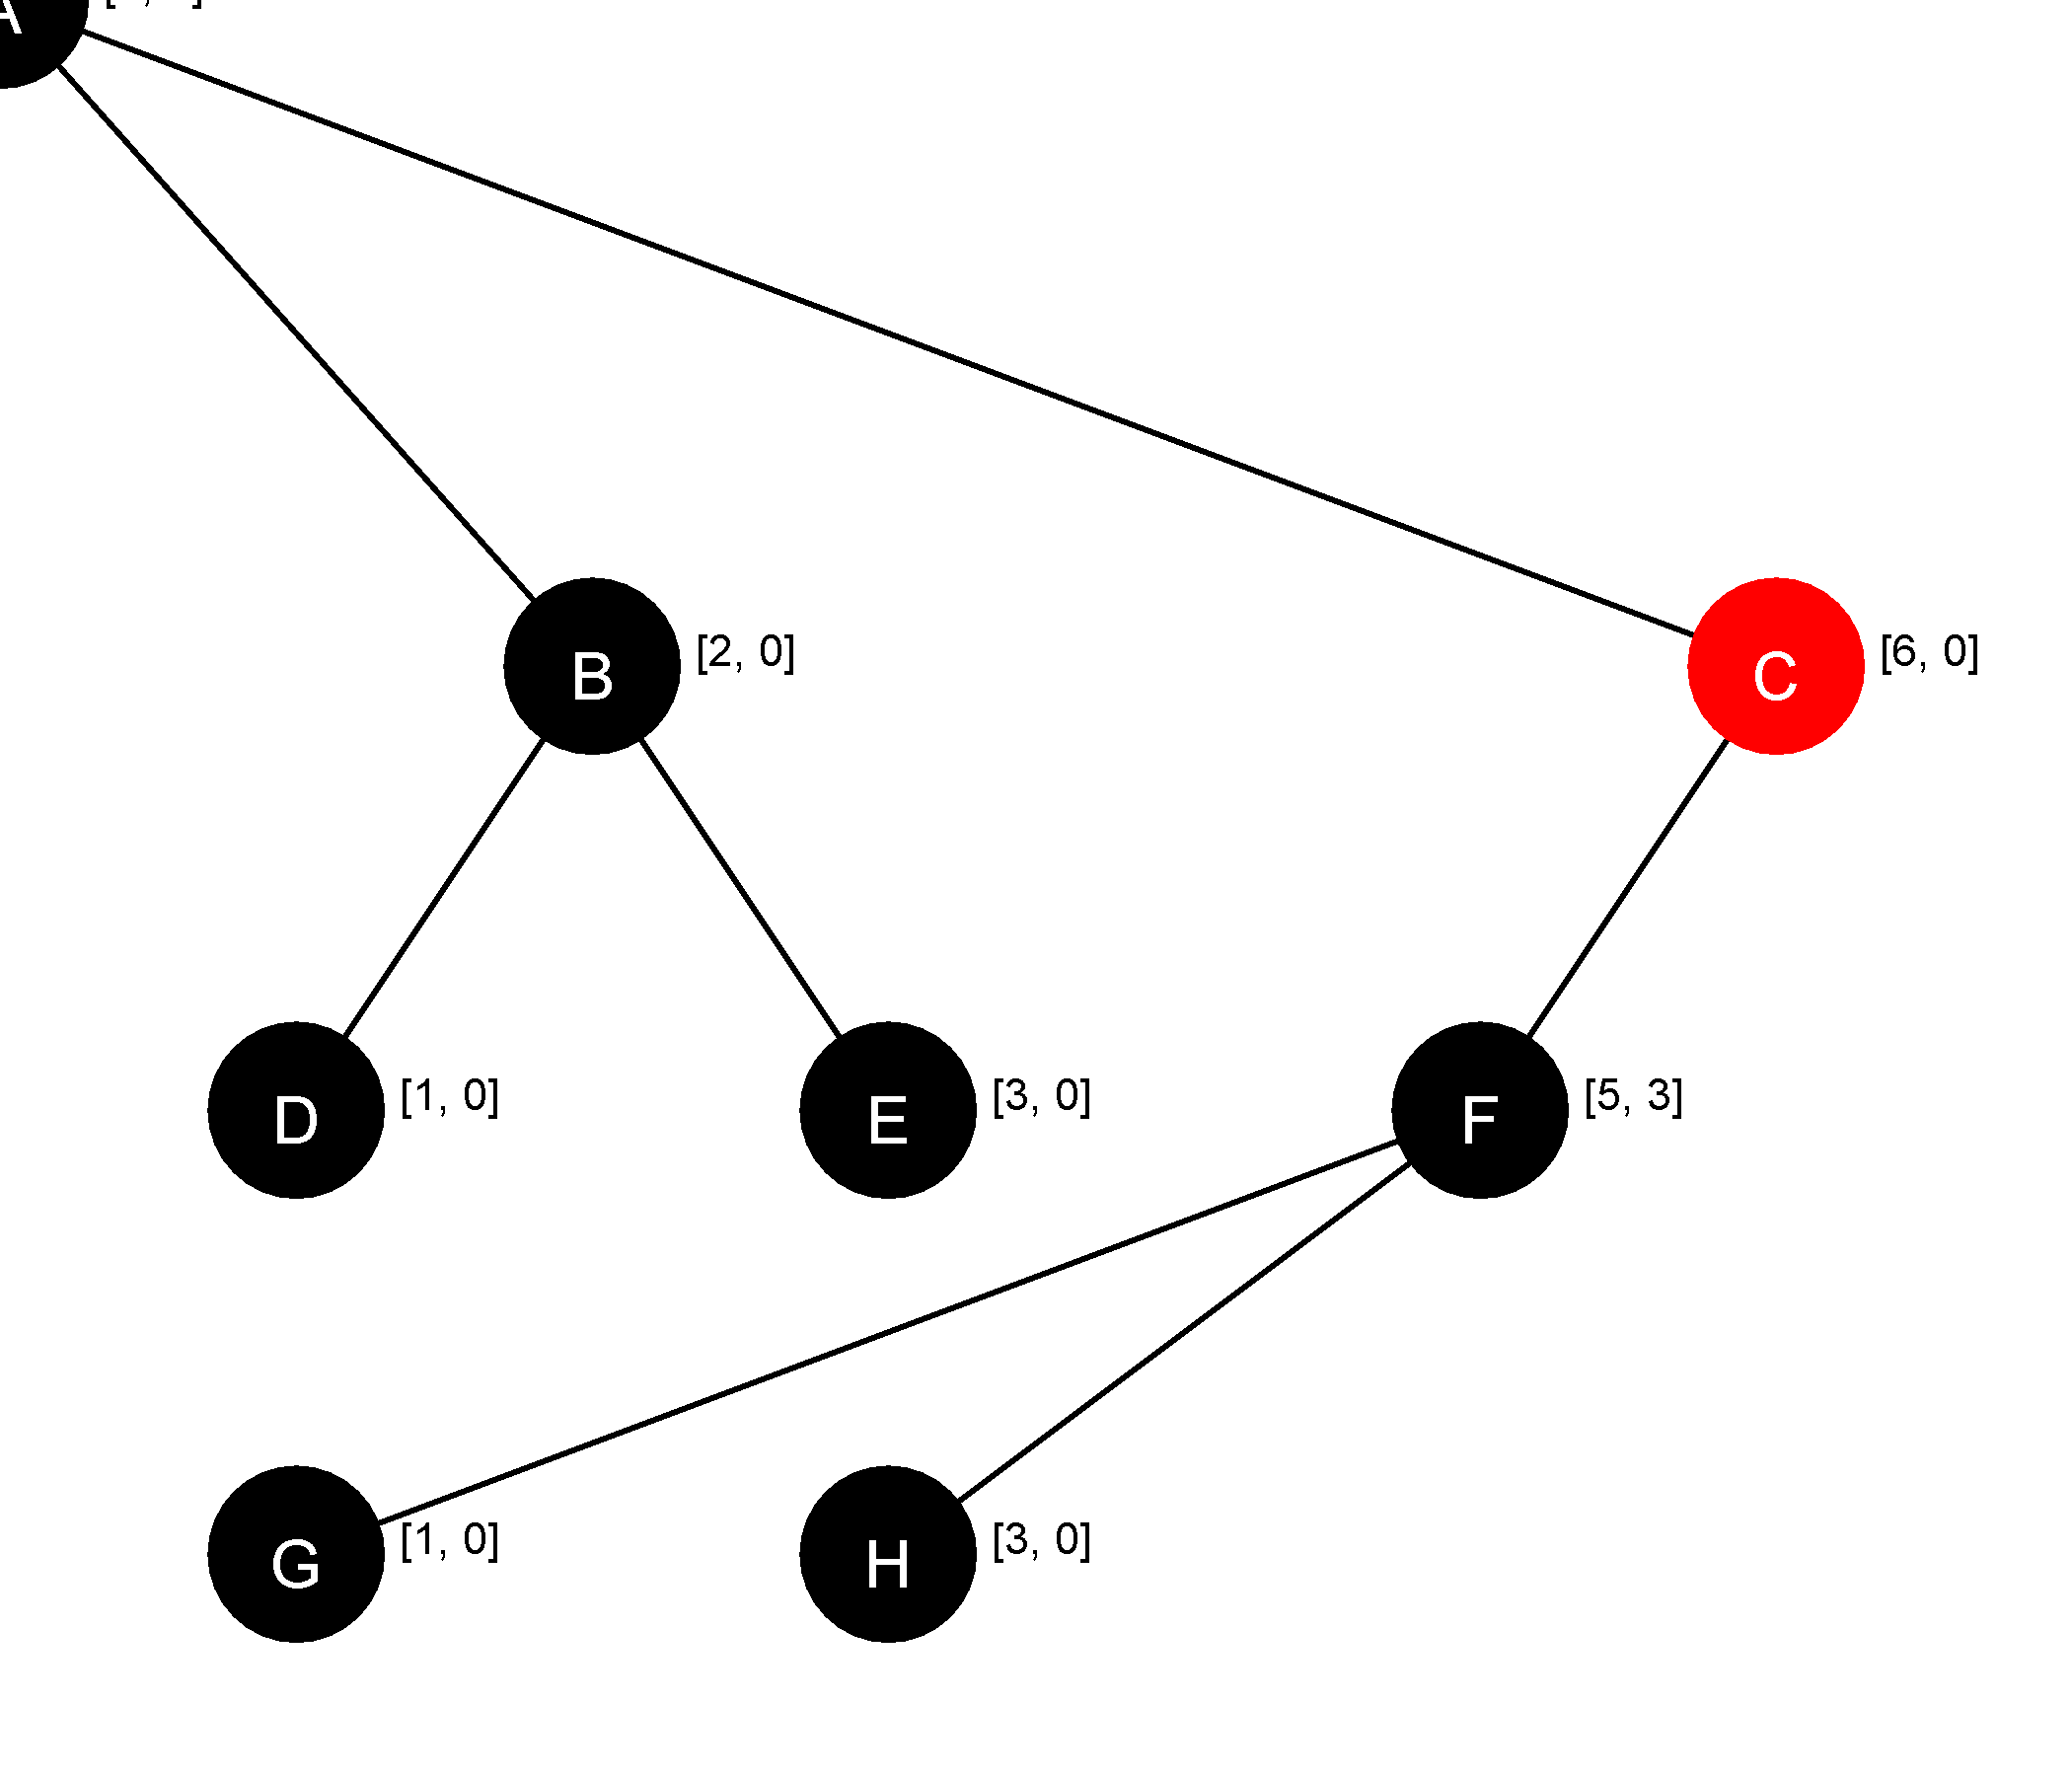 A
B [2, 0]
C [6, 0]
D [1, 0]
E [3, 0]
F [5, 3]
G [1, 0]
H [3, 0]